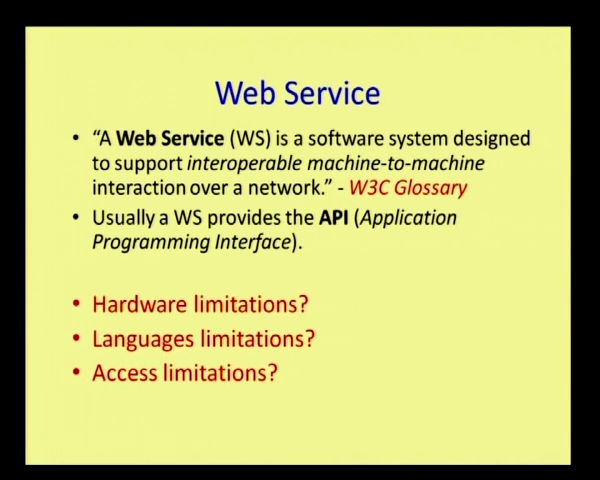 Web Service
• “A Web Service (WS) is a software system designed
to support interoperable machine-to-machine
interaction over a network.” - W3C Glossary
• Usually a WS provides the API (Application
Programming Interface).
• Hardware limitations?
• Languages limitations?
• Access limitations?